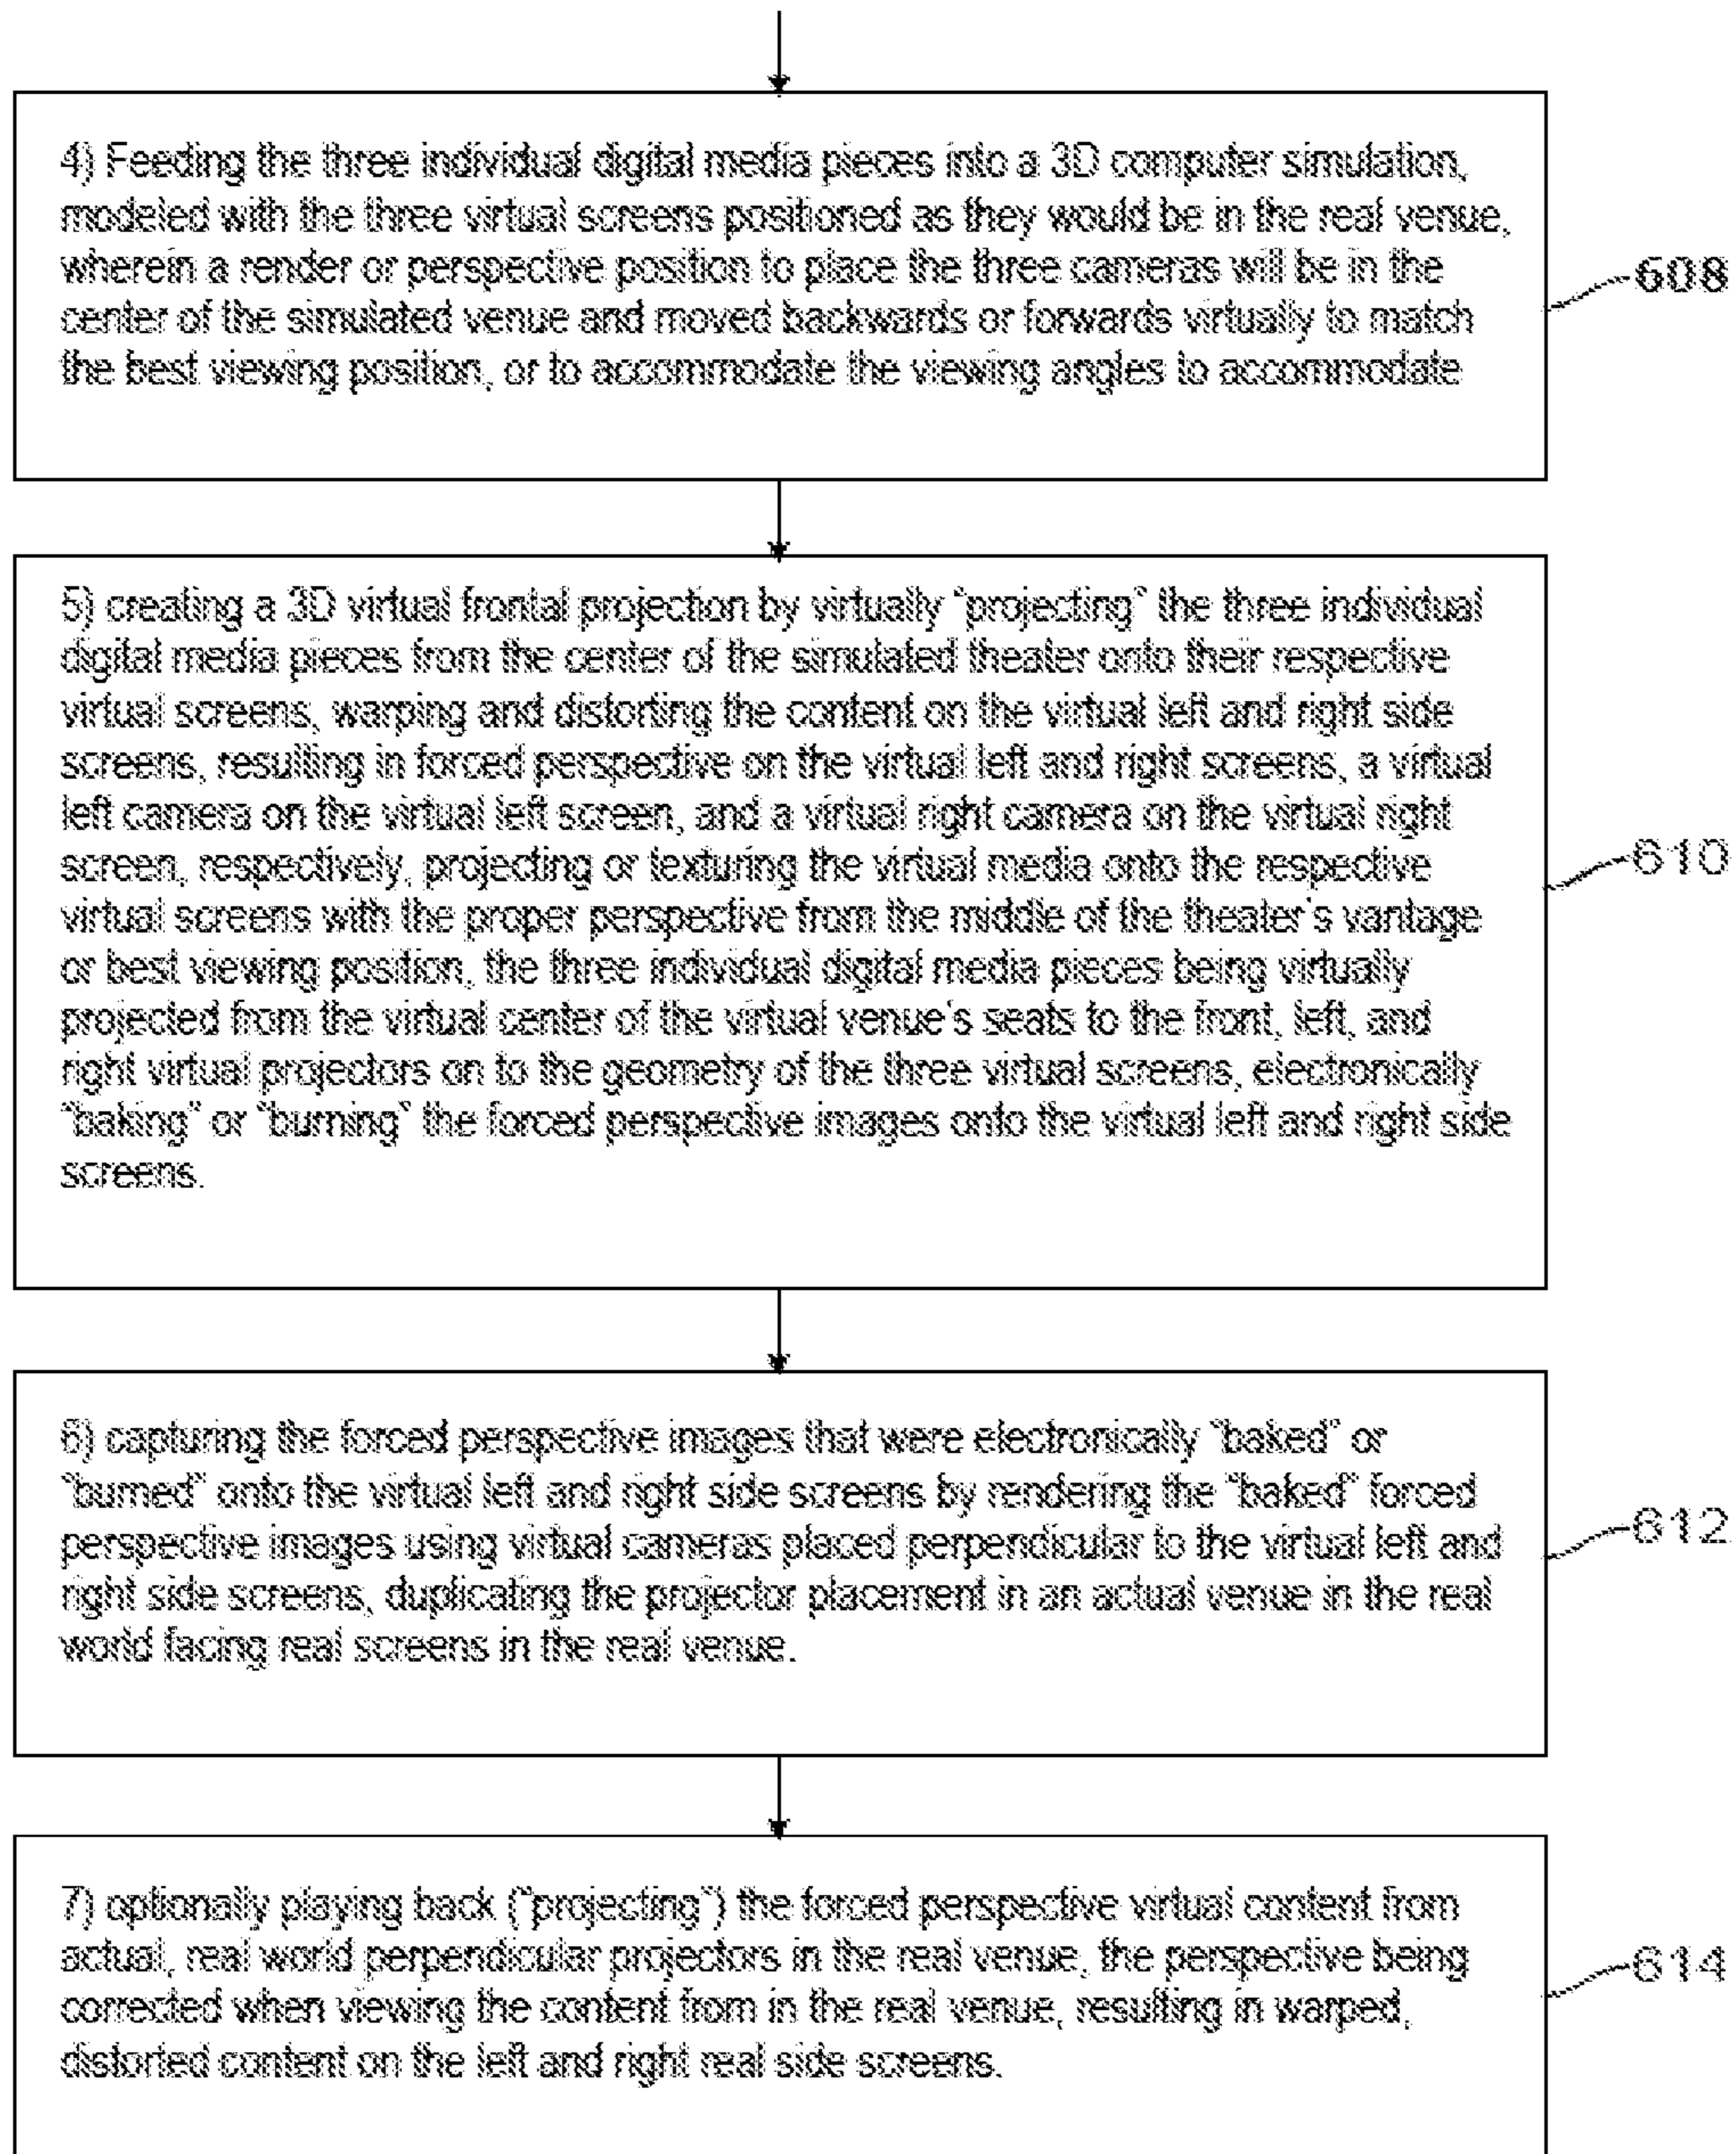 4) Feeding the three individual digital media pieces into a 3D computer simulation,
modeled with the three virtual screens positioned as they would be in the real venue,
wherein a render or perspective position to place the three cameras will be in the
center of the simulated venue and moved backwards or forwards virtually to match
the best viewing position, or to accommodate the viewing angles to accommodate
608
5) creating a 3D virtual frontal projection by virtually "projecting" the three individual
digital media pieces from the center of the simulated theater onto their respective
virtual screens, warping and distorting the content on the virtual left and right side
screens, resulting in forced perspective on the virtual left and right screens, a virtual
left camera on the virtual left screen, and a virtual right camera on the virtual right
screen, respectively, projecting or texturing the virtual media onto the respective
virtual screens with the proper perspective from the middle of the theater's vantage
or best viewing position, the three individual digital media pieces being virtually
projected from the virtual center of the virtual venue's seats to the front, left, and
right virtual projectors on to the geometry of the three virtual screens, electronically
"baking" or "burning" the forced perspective images onto the virtual left and right side
screens.
610
6) capturing the forced perspective images that were electronically "baked" or
"burned" onto the virtual left and right side screens by rendering the "baked" forced
perspective images using virtual cameras placed perpendicular to the virtual left and
right side screens, duplicating the projector placement in an actual venue in the real
world facing real screens in the real venue.
612
7) optionally playing back ("projecting") the forced perspective virtual content from
actual, real world perpendicular projectors in the real venue, the perspective being
corrected when viewing the content from in the real venue, resulting in warped,
distorted content on the left and right real side screens.
614